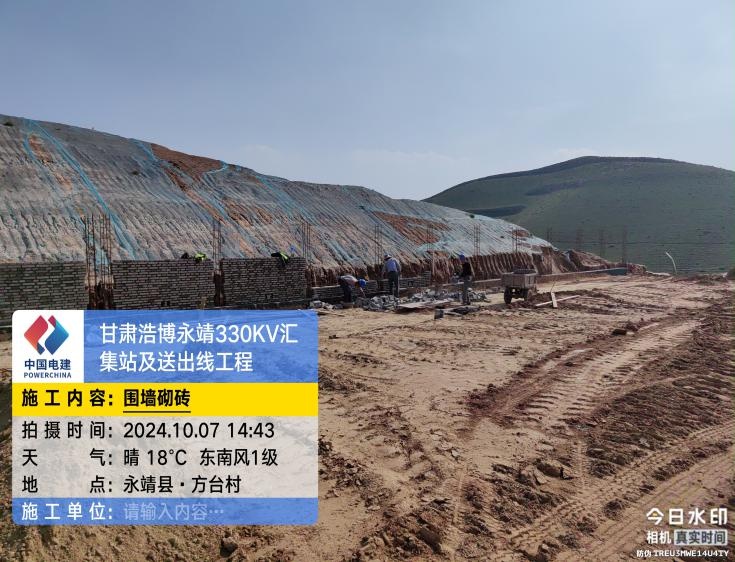 中国电建
POWERCHINA
甘肃浩博永靖330KV汇
集站及送出线工程
施工内容：围墙砌砖
拍摄时间：2024.10.07 14:43
天气：晴 18°C 东南风1级
地点：永靖县·方台村
施工单位：请输入内容…
今日水印
相机 真实时间
防伪 TREU3MWE14U4TY